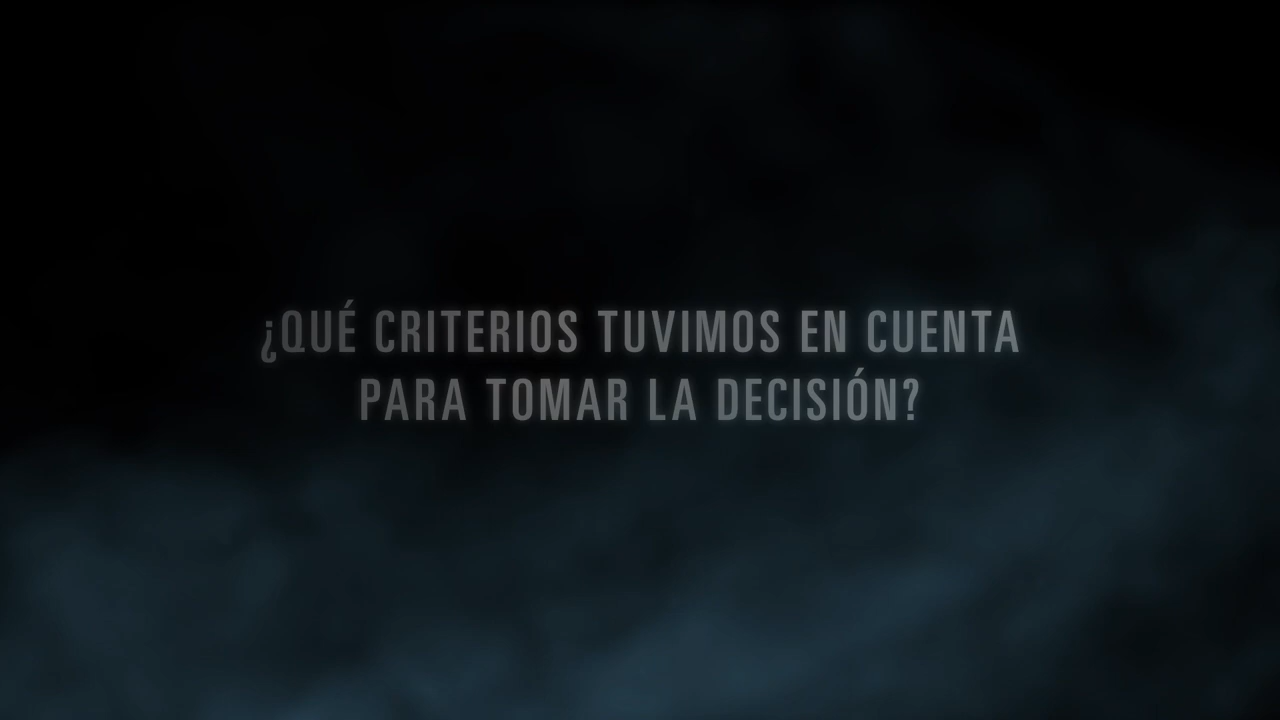 ¿QUÉ CRITERIOS TUVIMOS EN CUENTA
PARA TOMAR LA DECISIÓN?